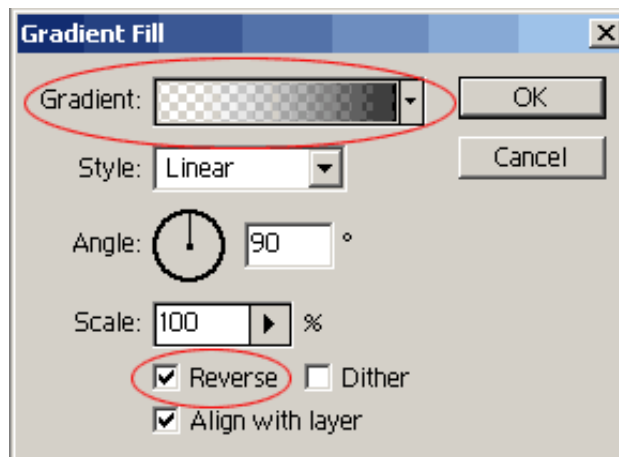 Gradient Fill
Gradient: OK
Style: Linear Cancel
Angle: 90 °
Scale: 100 %
Reverse Dither
Align with layer